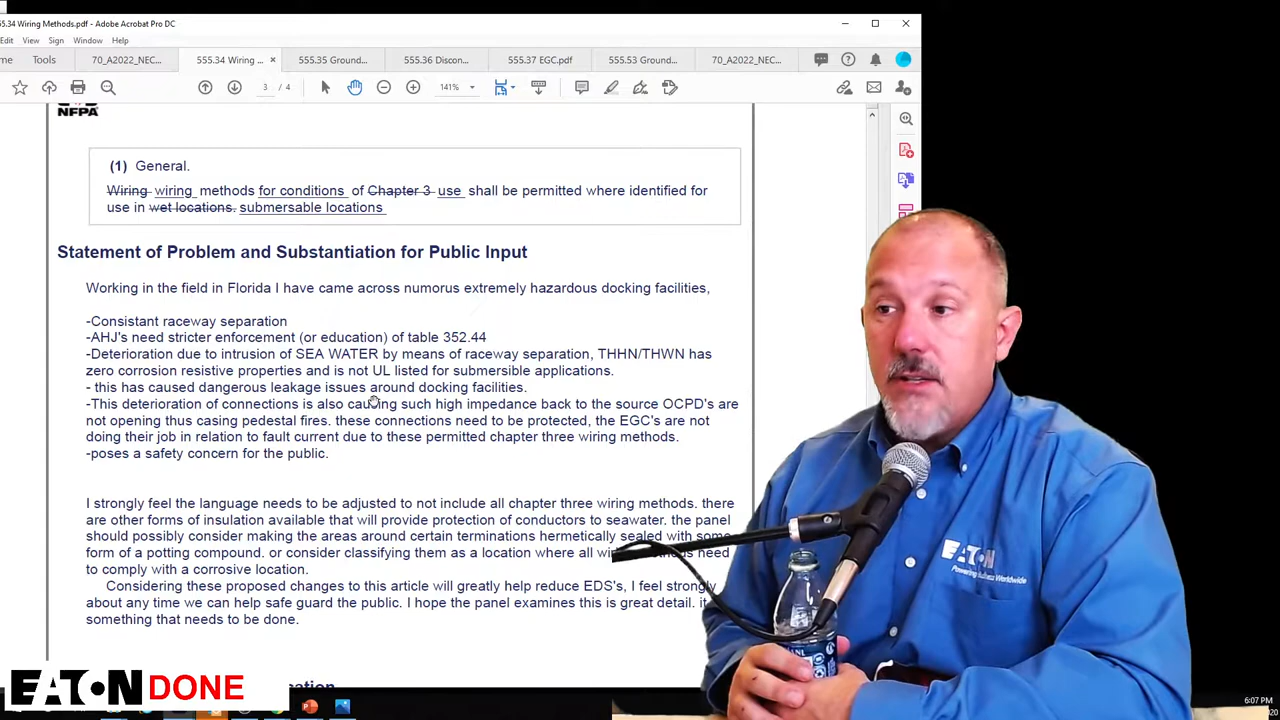 55.34 Wiring Methods.pdf - Adobe Acrobat Pro DC
Edit View Sign Window Help
me Tools 70_A2022_NEC... 555.34 Wiring ... × 555.35 Ground... 555.36 Discon... 555.37 EGC.pdf 555.53 Ground... 70_A2022_NEC...
3 / 4 141%
NFPA
(1) General.
Wiring wiring methods for conditions of Chapter 3 use shall be permitted where identified for
use in wet locations. submersable locations
Statement of Problem and Substantiation for Public Input
Working in the field in Florida I have came across numorus extremely hazardous docking facilities,
-Consistant raceway separation
-AHJ's need stricter enforcement (or education) of table 352.44
-Deterioration due to intrusion of SEA WATER by means of raceway separation, THHN/THWN has
zero corrosion resistive properties and is not UL listed for submersible applications.
- this has caused dangerous leakage issues around docking facilities.
-This deterioration of connections is also causing such high impedance back to the source OCPD's are
not opening thus casing pedestal fires. these connections need to be protected, the EGC's are not
doing their job in relation to fault current due to these permitted chapter three wiring methods.
-poses a safety concern for the public.
I strongly feel the language needs to be adjusted to not include all chapter three wiring methods. there
are other forms of insulation available that will provide protection of conductors to seawater. the panel
should possibly consider making the areas around certain terminations hermetically sealed with some
form of a potting compound. or consider classifying them as a location where all need
to comply with a corrosive location.
Considering these proposed changes to this article will greatly help reduce EDS's, I feel strongly
about any time we can help safe guard the public. I hope the panel examines this is great detail. it
something that needs to be done.
EATON
Powering Business Worldwide
EATON DONE
6:07 PM